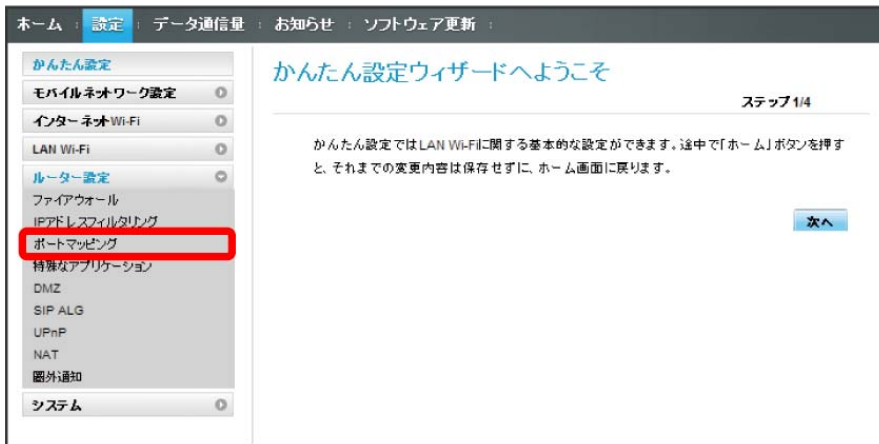 ホーム : 設定 : データ通信量 : お知らせ : ソフトウェア更新 :
かんたん設定
モバイルネットワーク設定
インターネットWi-Fi
LAN Wi-Fi
ルーター設定
ファイアウォール
IPアドレスフィルタリング
ポートマッピング
特殊なアプリケーション
DMZ
SIP ALG
UPnP
NAT
圏外通知
システム
かんたん設定ウィザードへようこそ
ステップ 1/4
かんたん設定ではLAN Wi-Fiに関する基本的な設定ができます。途中で「ホーム」ボタンを押す
と、それまでの変更内容は保存せずに、ホーム画面に戻ります。
次へ